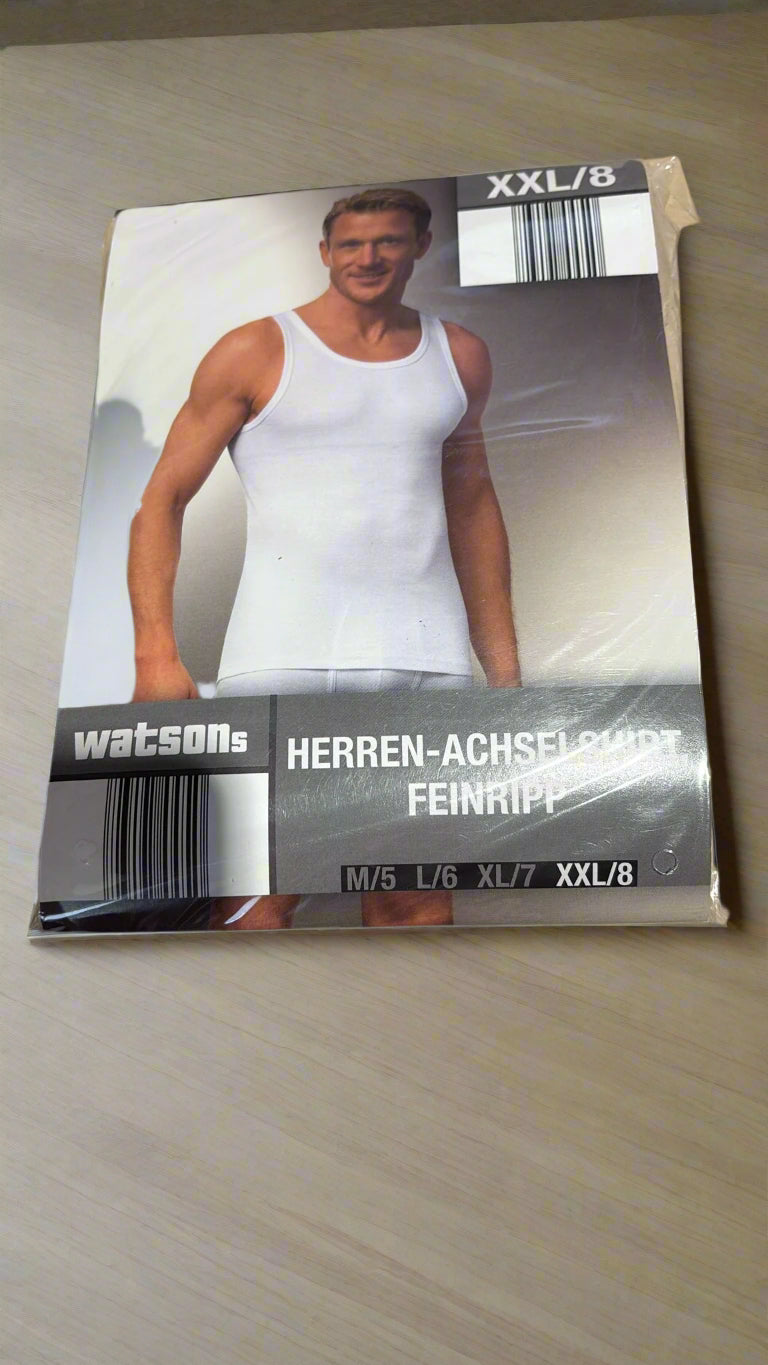 XXL/8
watsons
HERREN-ACHSELSHIRT,
FEINRIPP
M/5 L/6 XL/7 XXL/8